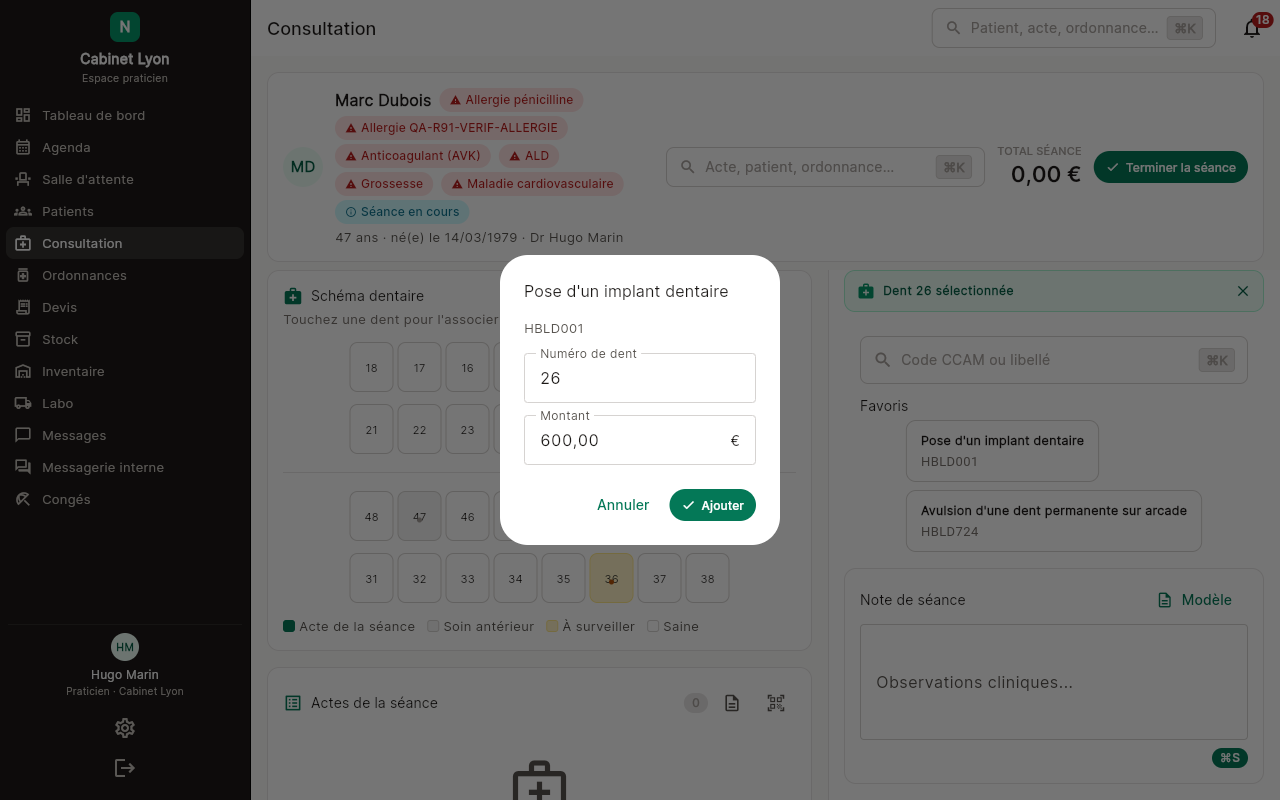 N
Cabinet Lyon
Espace praticien
Tableau de bord
Agenda
Salle d'attente
Patients
Consultation
Ordonnances
Devis
Stock
Inventaire
Labo
Messages
Messagerie interne
Congés
HM
Hugo Marin
Praticien · Cabinet Lyon
Consultation
Patient, acte, ordonnance... ⌘K
18
MD
Marc Dubois Allergie pénicilline
Allergie QA-R91-VERIF-ALLERGIE
Anticoagulant (AVK) ALD
Grossesse Maladie cardiovasculaire
Séance en cours
47 ans · né(e) le 14/03/1979 · Dr Hugo Marin
Acte, patient, ordonnance... ⌘K
TOTAL SÉANCE
0,00 €
Terminer la séance
Schéma dentaire
Touchez une dent pour l'associer
18 17 16
21 22 23
48 47 46
31 32 33 34 35 36 37 38
Acte de la séance Soin antérieur À surveiller Saine
Actes de la séance 0
Pose d'un implant dentaire
HBLD001
Numéro de dent
26
Montant
600,00 €
Annuler Ajouter
Dent 26 sélectionnée
Code CCAM ou libellé ⌘K
Favoris
Pose d'un implant dentaire
HBLD001
Avulsion d'une dent permanente sur arcade
HBLD724
Note de séance Modèle
Observations cliniques...
⌘S